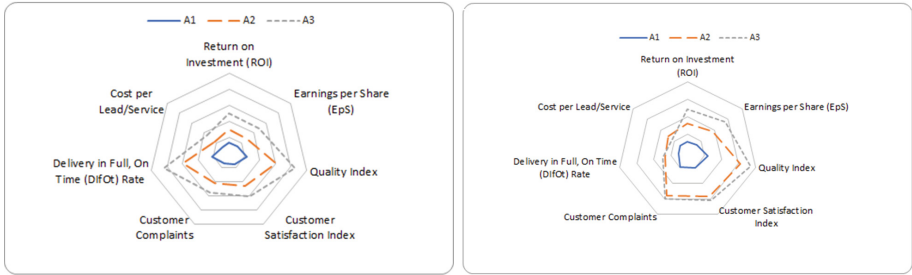 A1 A2 A3
Return on
Investment (ROI)
Cost per
Lead/Service
Earnings per Share
(EpS)
Delivery in Full, On
Time (DIfOt) Rate
Quality Index
Customer
Complaints
Customer
Satisfaction Index
A1 A2 A3
Return on Investment
(ROI)
Cost per Lead/Service
Earnings per Share (EpS)
Delivery in Full, On Time
(DIfOt) Rate
Quality Index
Customer Complaints
Customer Satisfaction
Index